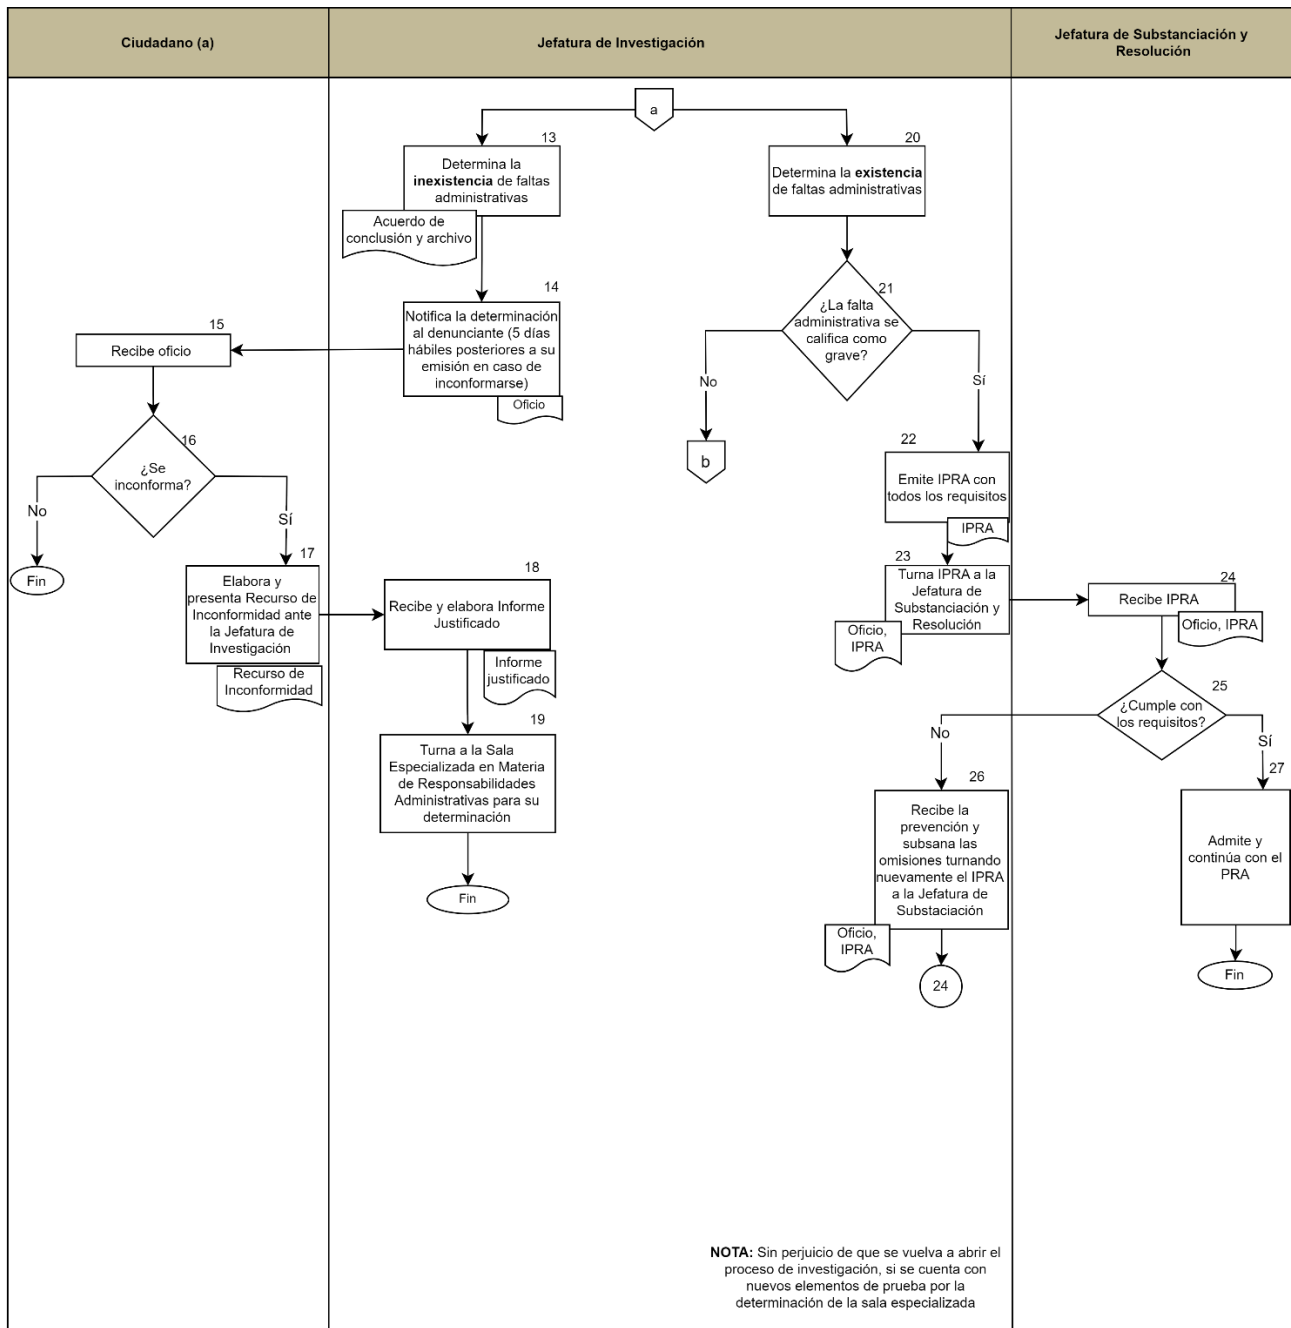 Ciudadano (a)
Jefatura de Investigación
Jefatura de Substanciación y
Resolución
a
13
Determina la
inexistencia de faltas
administrativas
Acuerdo de
conclusión y archivo
20
Determina la existencia
de faltas administrativas
14
Notifica la determinación
al denunciante (5 días
hábiles posteriores a su
emisión en caso de
inconformarse)
Oficio
21
¿La falta
administrativa se
califica como
grave?
No
Sí
b
15
Recibe oficio
16
¿Se
inconforma?
No
Sí
Fin
17
Elabora y
presenta Recurso de
Inconformidad ante
la Jefatura de
Investigación
Recurso de
Inconformidad
18
Recibe y elabora Informe
Justificado
Informe
justificado
19
Turna a la Sala
Especializada en Materia
de Responsabilidades
Administrativas para su
determinación
Fin
22
Emite IPRA con
todos los requisitos
IPRA
23
Turna IPRA a la
Jefatura de
Substanciación y
Resolución
Oficio,
IPRA
24
Recibe IPRA
Oficio, IPRA
25
¿Cumple con
los requisitos?
No
Sí
26
Recibe la
prevención y
subsana las
omisiones turnando
nuevamente el IPRA
a la Jefatura de
Substaciación
Oficio,
IPRA
24
27
Admite y
continúa con el
PRA
Fin
NOTA: Sin perjuicio de que se vuelva a abrir el
proceso de investigación, si se cuenta con
nuevos elementos de prueba por la
determinación de la sala especializada